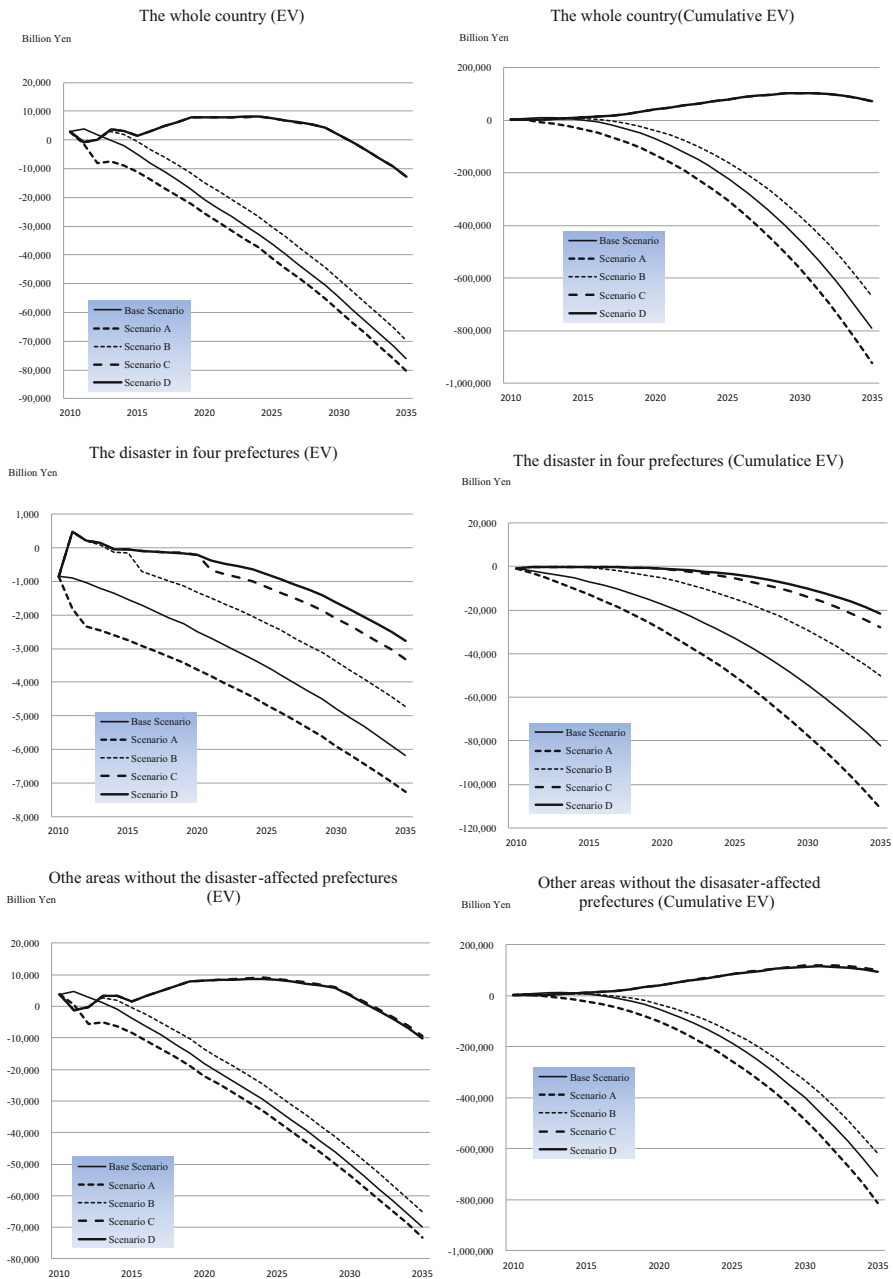 The whole country (EV)
Billion Yen
20,000
10,000
0
-10,000
-20,000
-30,000
-40,000
-50,000
-60,000
-70,000
-80,000
-90,000
2010 2015 2020 2025 2030 2035
Base Scenario
Scenario A
Scenario B
Scenario C
Scenario D
The whole country(Cumulative EV)
Billion Yen
200,000
0
-200,000
-400,000
-600,000
-800,000
-1,000,000
2010 2015 2020 2025 2030 2035
Base Scenario
Scenario A
Scenario B
Scenario C
Scenario D
The disaster in four prefectures (EV)
Billion Yen
1,000
0
-1,000
-2,000
-3,000
-4,000
-5,000
-6,000
-7,000
-8,000
2010 2015 2020 2025 2030 2035
Base Scenario
Scenario A
Scenario B
Scenario C
Scenario D
The disaster in four prefectures (Cumulatice EV)
Billion Yen
20,000
0
-20,000
-40,000
-60,000
-80,000
-100,000
-120,000
2010 2015 2020 2025 2030 2035
Base Scenario
Scenario A
Scenario B
Scenario C
Scenario D
Othe areas without the disaster-affected prefectures
(EV)
Billion Yen
20,000
10,000
0
-10,000
-20,000
-30,000
-40,000
-50,000
-60,000
-70,000
-80,000
2010 2015 2020 2025 2030 2035
Base Scenario
Scenario A
Scenario B
Scenario C
Scenario D
Other areas without the disasater-affected
prefectures (Cumulative EV)
Billion Yen
200,000
0
-200,000
-400,000
-600,000
-800,000
-1,000,000
2010 2015 2020 2025 2030 2035
Base Scenario
Scenario A
Scenario B
Scenario C
Scenario D